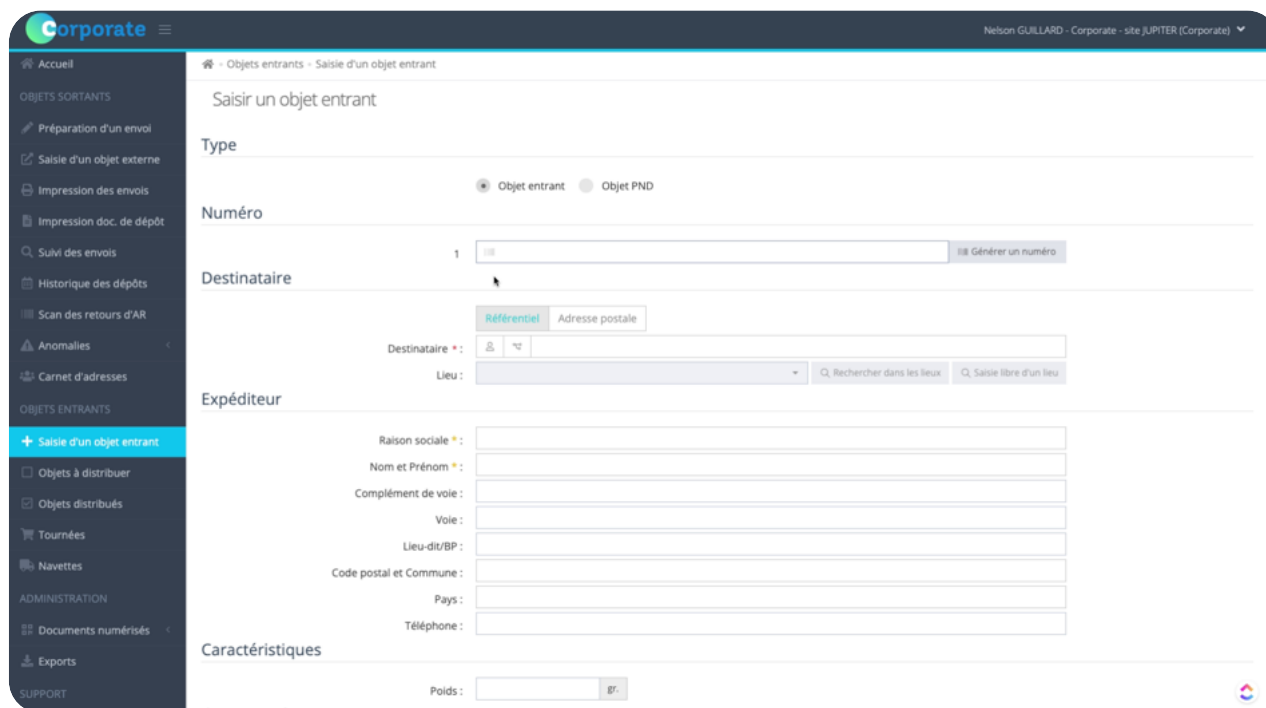 Corporate
Nelson GUILLARD - Corporate - site JUPITER (Corporate)
Accueil
OBJETS SORTANTS
Préparation d'un envoi
Saisie d'un objet externe
Impression des envois
Impression doc. de dépôt
Suivi des envois
Historique des dépôts
Scan des retours d'AR
Anomalies
Carnet d'adresses
OBJETS ENTRANTS
Saisie d'un objet entrant
Objets à distribuer
Objets distribués
Tournées
Navettes
ADMINISTRATION
Documents numérisés
Exports
SUPPORT
- Objets entrants - Saisie d'un objet entrant
Saisir un objet entrant
Type
Objet entrant Objet PND
Numéro
1 Générer un numéro
Destinataire
Référentiel Adresse postale
Destinataire * :
Lieu : Rechercher dans les lieux Saisie libre d'un lieu
Expéditeur
Raison sociale * :
Nom et Prénom * :
Complément de voie :
Voie :
Lieu-dit/BP :
Code postal et Commune :
Pays :
Téléphone :
Caractéristiques
Poids : gr.